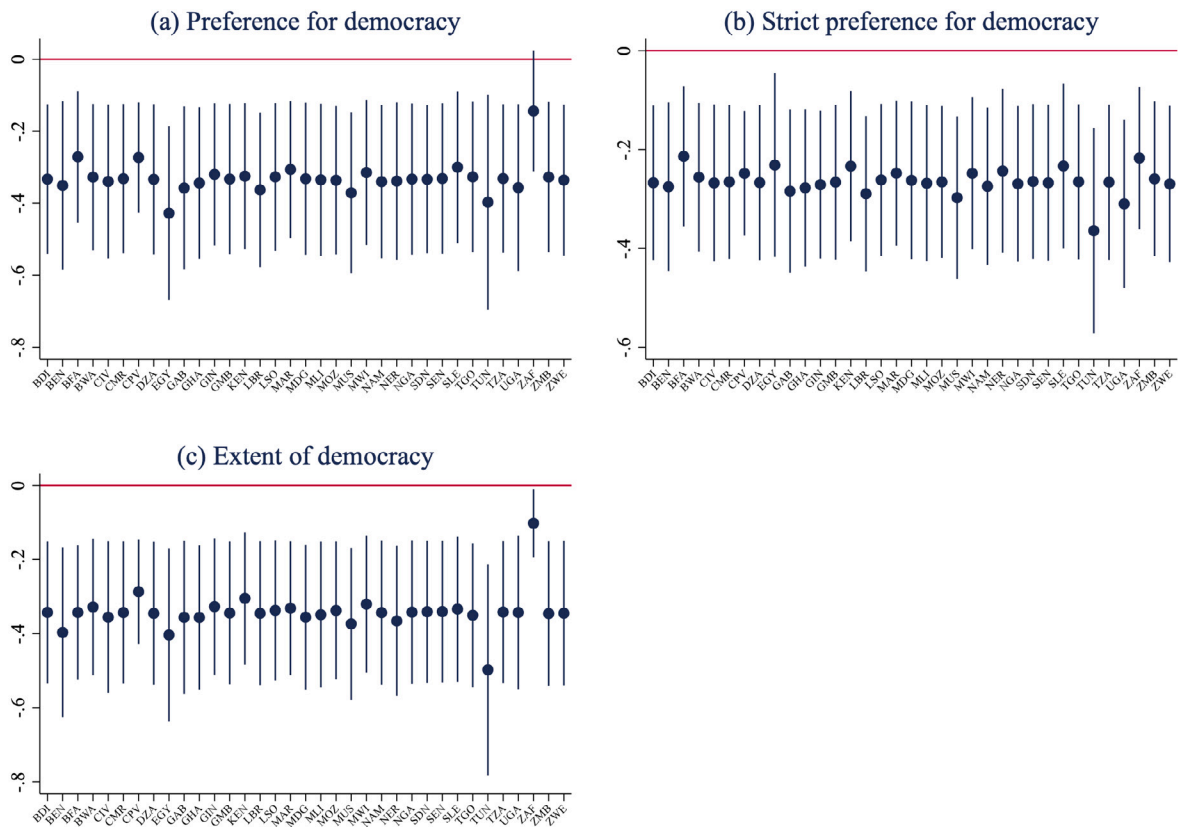 (a) Preference for democracy
0
-.2
-.4
-.6
-.8
BDI BEN BFA BWA CIV CMR CPV DZA EGY GAB GHA GIN GMB KEN LBR LSO MAR MDG MLI MOZ MUS MWI NAM NER NGA SDN SEN SLE TGO TUN TZA UGA ZAF ZMB ZWE
(b) Strict preference for democracy
0
-.2
-.4
-.6
BDI BEN BFA BWA CIV CMR CPV DZA EGY GAB GHA GIN GMB KEN LBR LSO MAR MDG MLI MOZ MUS MWI NAM NER NGA SDN SEN SLE TGO TUN TZA UGA ZAF ZMB ZWE
(c) Extent of democracy
0
-.2
-.4
-.6
-.8
BDI BEN BFA BWA CIV CMR CPV DZA EGY GAB GHA GIN GMB KEN LBR LSO MAR MDG MLI MOZ MUS MWI NAM NER NGA SDN SEN SLE TGO TUN TZA UGA ZAF ZMB ZWE